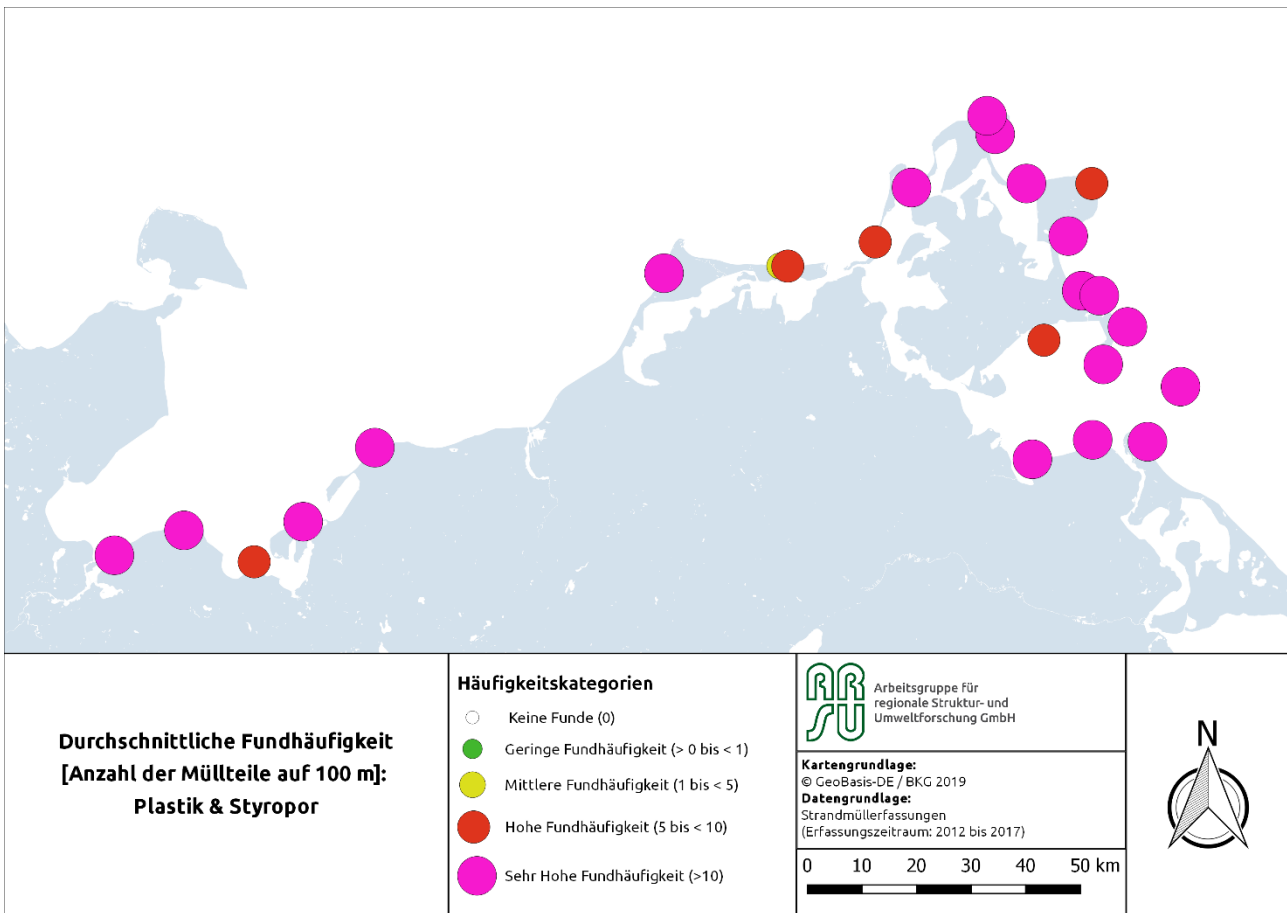 Durchschnittliche Fundhäufigkeit
[Anzahl der Müllteile auf 100 m]:
Plastik & Styropor
Häufigkeitskategorien
Keine Funde (0)
Geringe Fundhäufigkeit (> 0 bis < 1)
Mittlere Fundhäufigkeit (1 bis < 5)
Hohe Fundhäufigkeit (5 bis < 10)
Sehr Hohe Fundhäufigkeit (>10)
ARSU
Arbeitsgruppe für
regionale Struktur- und
Umweltforschung GmbH
Kartengrundlage:
© GeoBasis-DE / BKG 2019
Datengrundlage:
Strandmüllerfassungen
(Erfassungszeitraum: 2012 bis 2017)
0 10 20 30 40 50 km
N